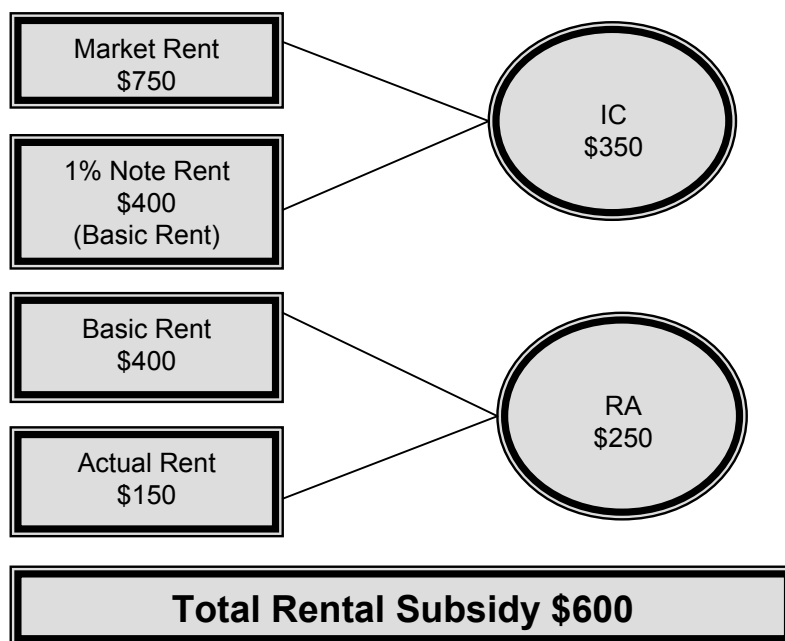 Market Rent
$750
IC
$350
1% Note Rent
$400
(Basic Rent)
Basic Rent
$400
RA
$250
Actual Rent
$150
Total Rental Subsidy $600